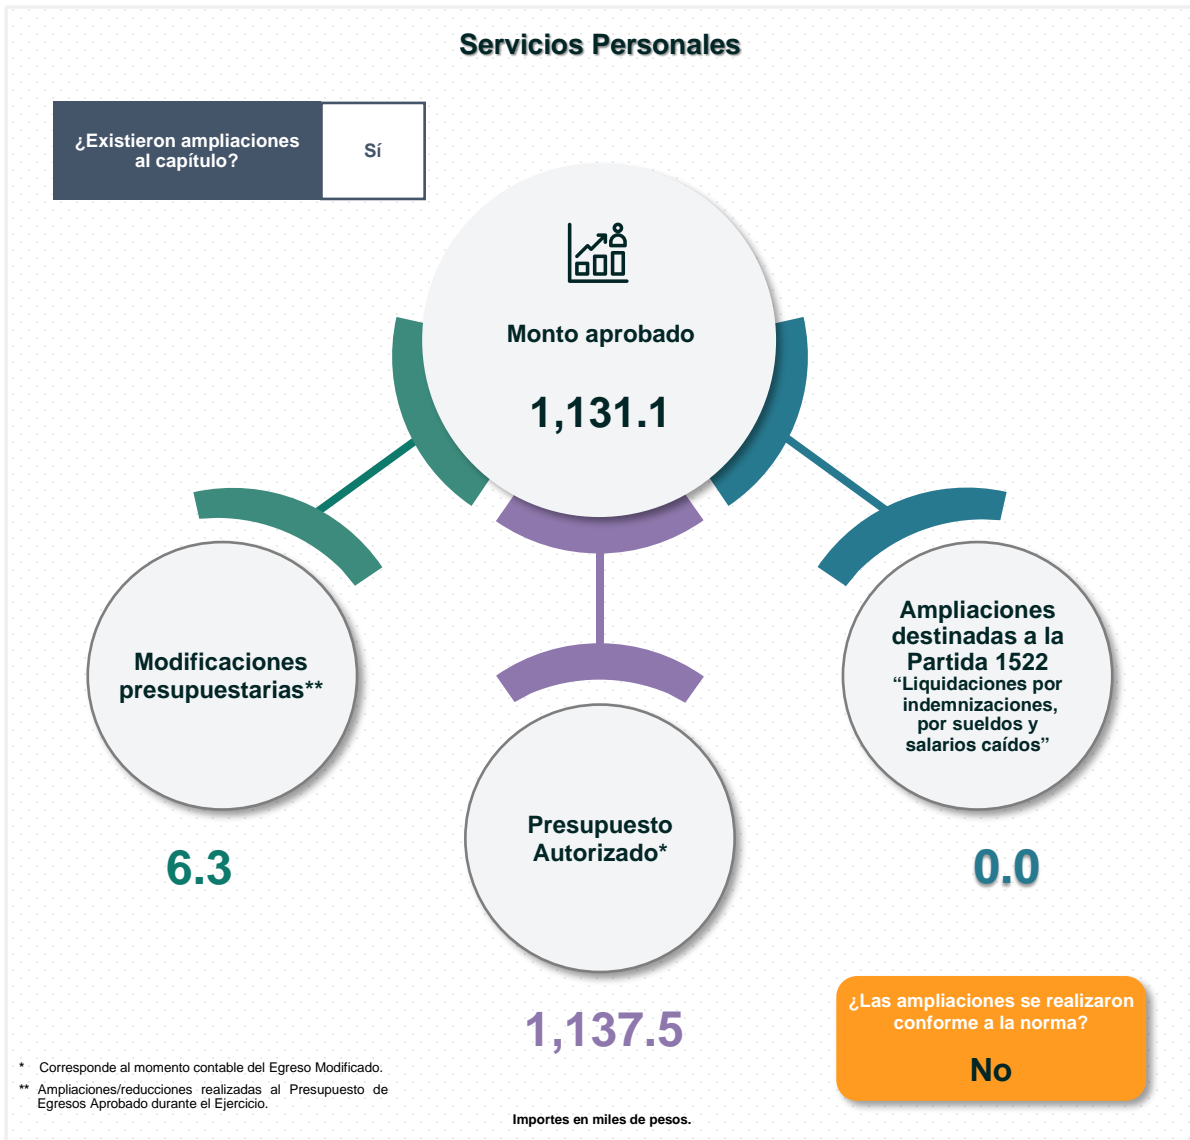 Servicios Personales
¿Existieron ampliaciones
al capítulo?
Sí
Monto aprobado
1,131.1
Modificaciones
presupuestarias**
6.3
Presupuesto
Autorizado*
1,137.5
Ampliaciones
destinadas a la
Partida 1522
“Liquidaciones por
indemnizaciones,
por sueldos y
salarios caídos”
0.0
¿Las ampliaciones se realizaron
conforme a la norma?
No
* Corresponde al momento contable del Egreso Modificado.
** Ampliaciones/reducciones realizadas al Presupuesto de
Egresos Aprobado durante el Ejercicio.
Importes en miles de pesos.